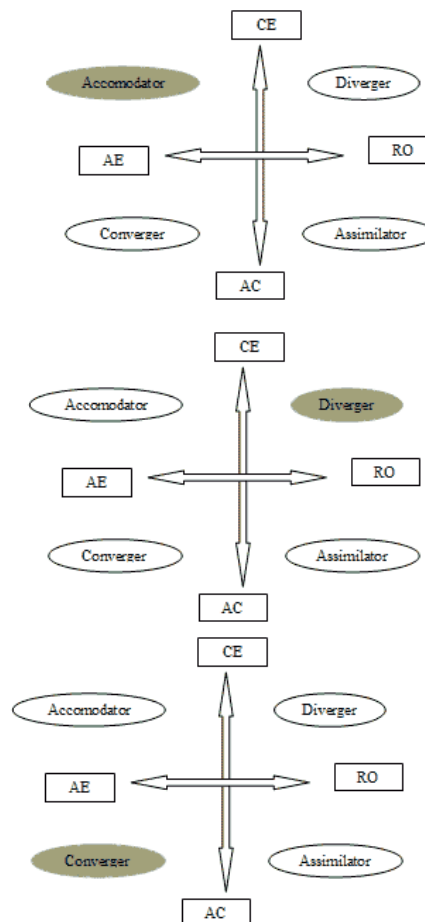 CE
Accomodator
Diverger
AE
RO
Converger
Assimilator
AC
CE
Accomodator
Diverger
AE
RO
Converger
Assimilator
AC
CE
Accomodator
Diverger
AE
RO
Converger
Assimilator
AC